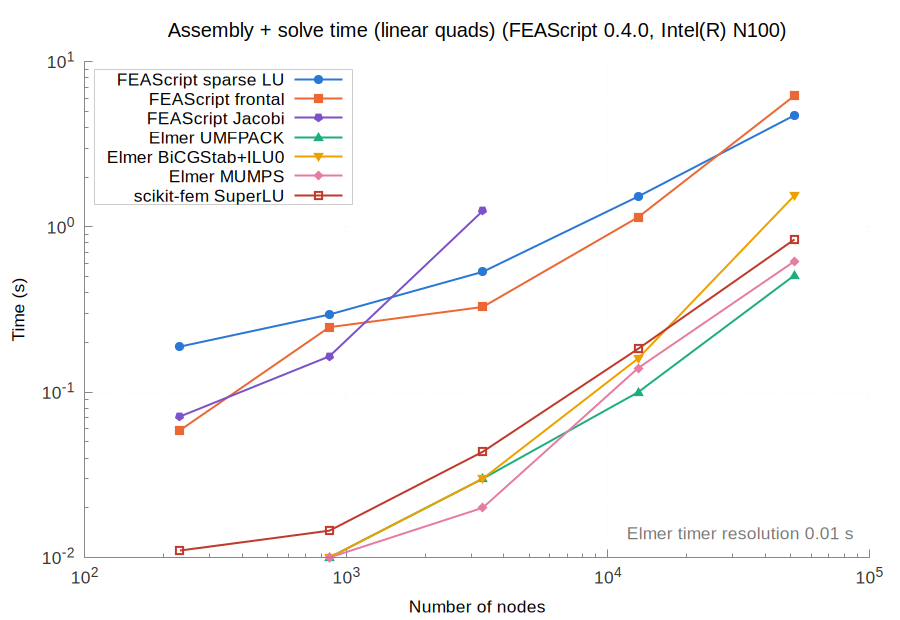 Assembly + solve time (linear quads) (FEAScript 0.4.0, Intel(R) N100)
FEAScript sparse LU
FEAScript frontal
FEAScript Jacobi
Elmer UMFPACK
Elmer BiCGStab+ILU0
Elmer MUMPS
scikit-fem SuperLU
10^1
10^0
10^-1
10^-2
Time (s)
Elmer timer resolution 0.01 s
10^2 10^3 10^4 10^5
Number of nodes